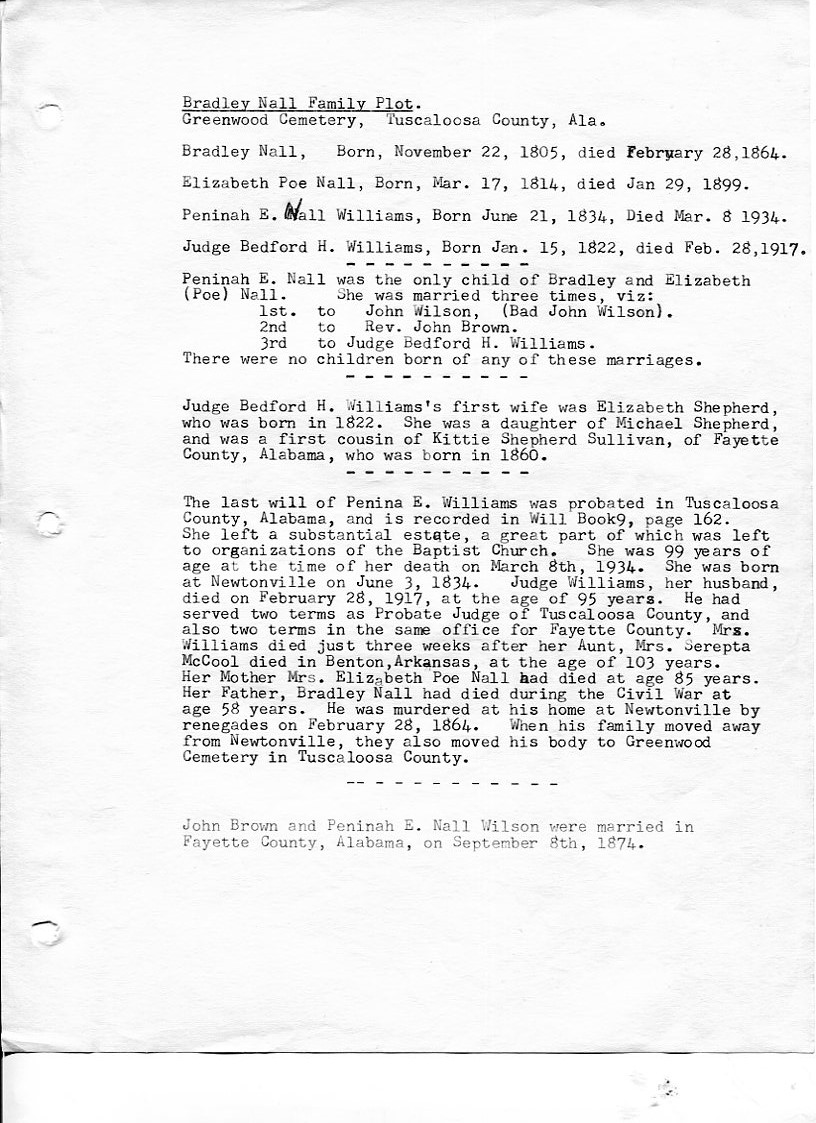 Bradley Nall Family Plot.
Greenwood Cemetery, Tuscaloosa County, Ala.
Bradley Nall, Born, November 22, 1805, died February 28,1864.
Elizabeth Poe Nall, Born, Mar. 17, 1814, died Jan 29, 1899.
Peninah E. Nall Williams, Born June 21, 1834, Died Mar. 8 1934.
Judge Bedford H. Williams, Born Jan. 15, 1822, died Feb. 28,1917.
- - - - - - - - - -
Peninah E. Nall was the only child of Bradley and Elizabeth
(Poe) Nall. She was married three times, viz:
1st. to John Wilson, (Bad John Wilson).
2nd to Rev. John Brown.
3rd to Judge Bedford H. Williams.
There were no children born of any of these marriages.
- - - - - - - - - -
Judge Bedford H. Williams's first wife was Elizabeth Shepherd,
who was born in 1822. She was a daughter of Michael Shepherd,
and was a first cousin of Kittie Shepherd Sullivan, of Fayette
County, Alabama, who was born in 1860.
- - - - - - - - - -
The last will of Penina E. Williams was probated in Tuscaloosa
County, Alabama, and is recorded in Will Book9, page 162.
She left a substantial estate, a great part of which was left
to organizations of the Baptist Church. She was 99 years of
age at the time of her death on March 8th, 1934. She was born
at Newtonville on June 3, 1834. Judge Williams, her husband,
died on February 28, 1917, at the age of 95 years. He had
served two terms as Probate Judge of Tuscaloosa County, and
also two terms in the same office for Fayette County. Mrs.
Williams died just three weeks after her Aunt, Mrs. Serepta
McCool died in Benton,Arkansas, at the age of 103 years.
Her Mother Mrs. Elizabeth Poe Nall had died at age 85 years.
Her Father, Bradley Nall had died during the Civil War at
age 58 years. He was murdered at his home at Newtonville by
renegades on February 28, 1864. When his family moved away
from Newtonville, they also moved his body to Greenwood
Cemetery in Tuscaloosa County.
-- - - - - - - - - - -
John Brown and Peninah E. Nall Wilson were married in
Fayette County, Alabama, on September 8th, 1874.